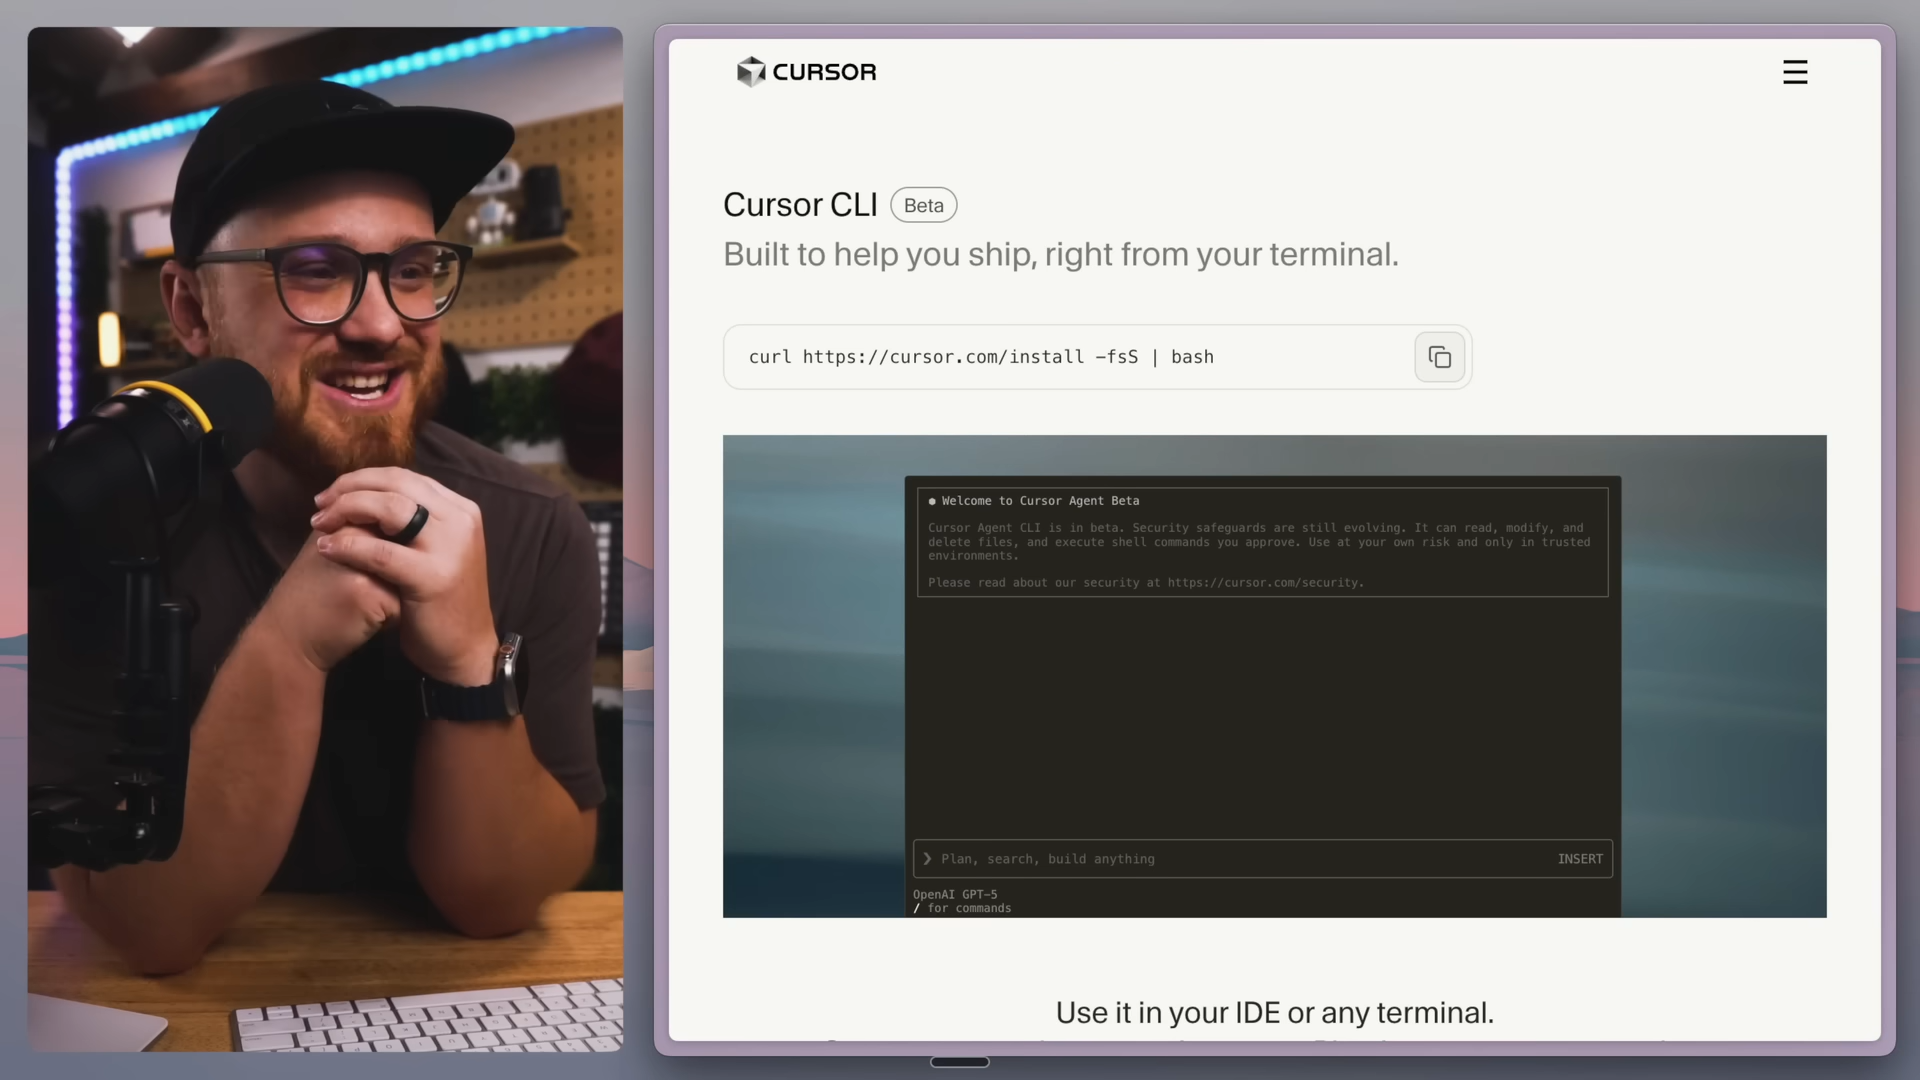 CURSOR
Cursor CLI Beta
Built to help you ship, right from your terminal.
curl https://cursor.com/install -fsS | bash
Welcome to Cursor Agent Beta
Cursor Agent CLI is in beta. Security safeguards are still evolving. It can read, modify, and
delete files, and execute shell commands you approve. Use at your own risk and only in trusted
environments.
Please read about our security at https://cursor.com/security.
❯ Plan, search, build anything INSERT
OpenAI GPT-5
/ for commands
Use it in your IDE or any terminal.